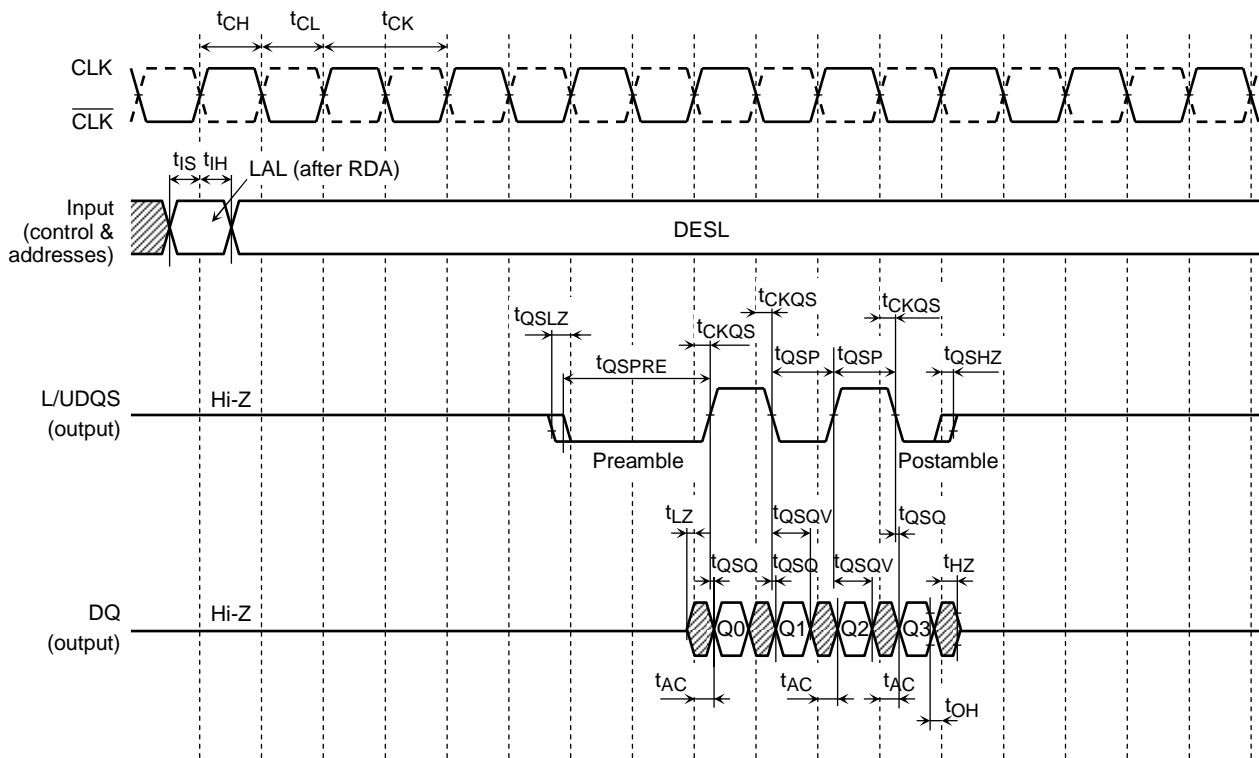 tCH tCL tCK
CLK
CLK
tIS tIH LAL (after RDA)
Input
(control &
addresses)
DESL
tCKQS tCKQS
tQSLZ tCKQS
tQSPRE tQSP tQSP tQSHZ
L/UDQS
(output)
Hi-Z
Preamble Postamble
tLZ tQSQV tQSQ
tQSQ tQSQ tQSQV tHZ
DQ
(output)
Hi-Z
Q0 Q1 Q2 Q3
tAC tAC tAC
tOH